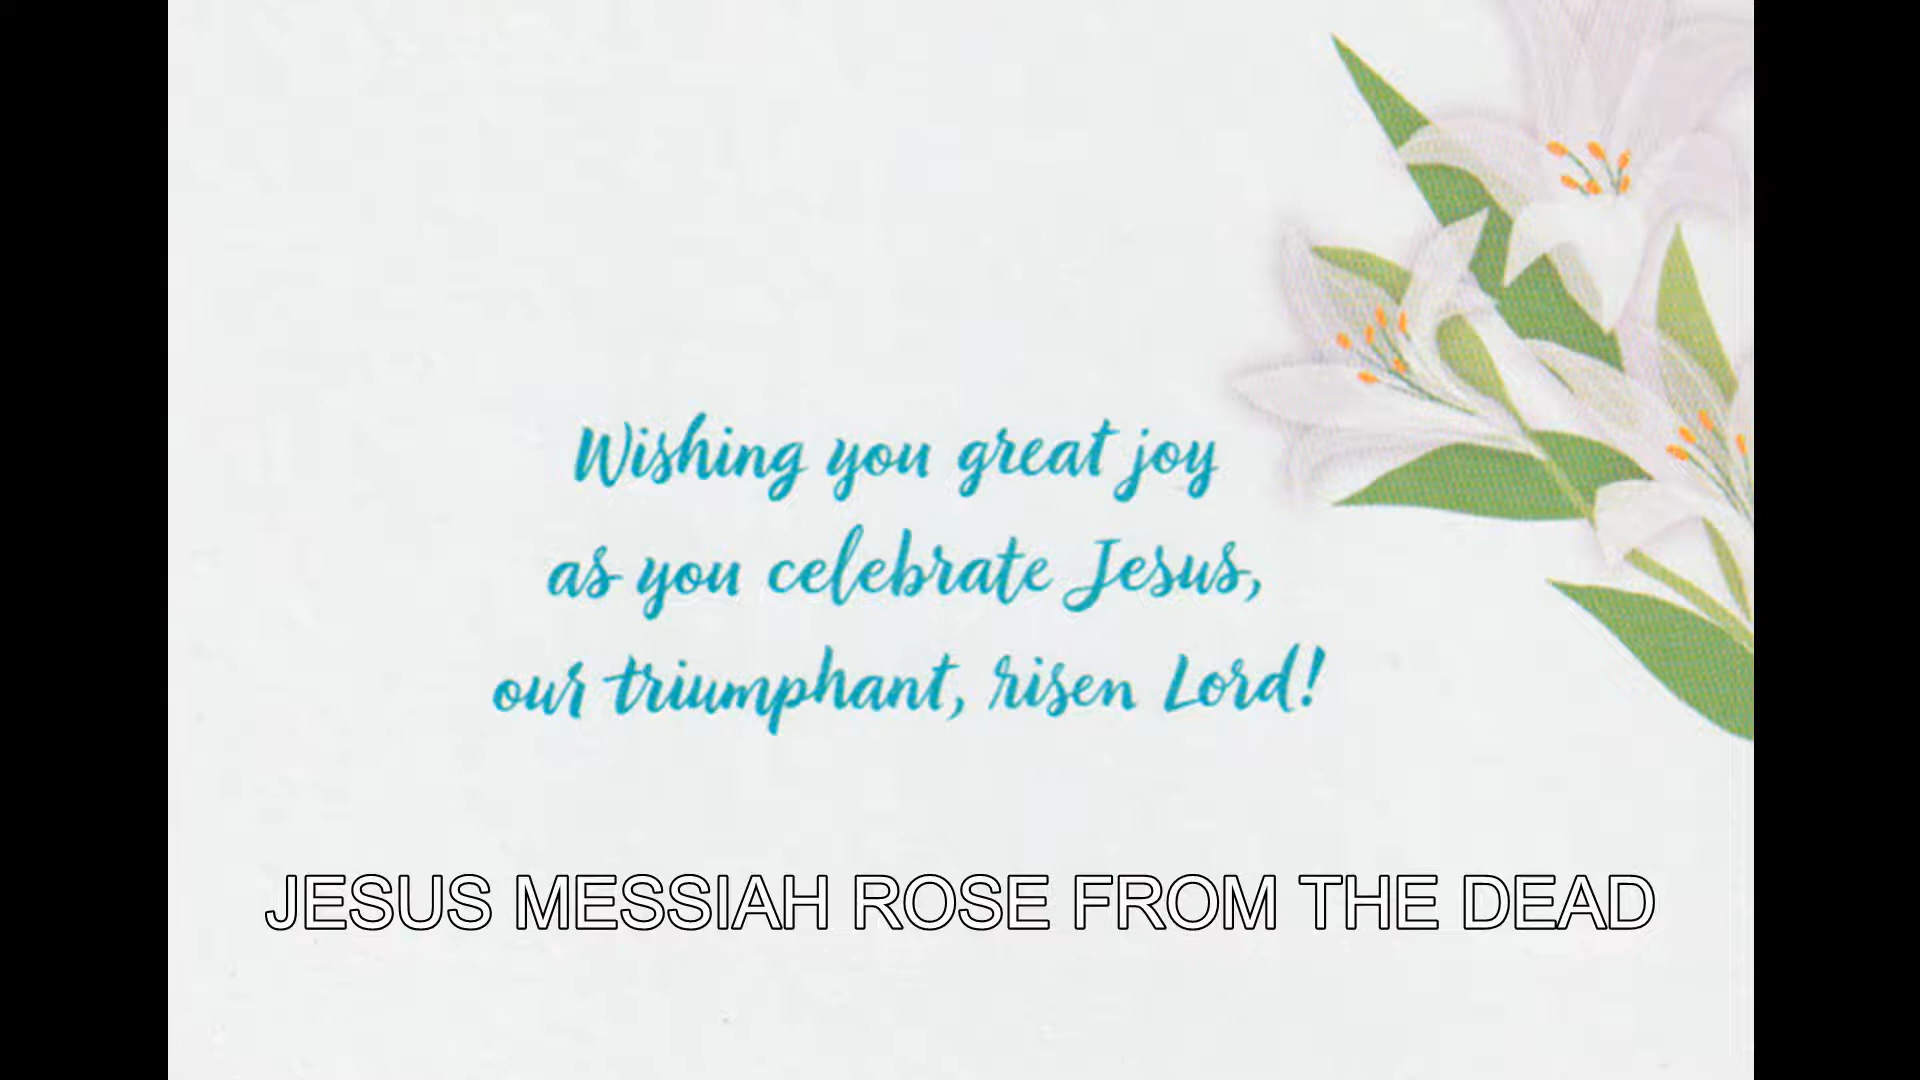 Wishing you great joy
as you celebrate Jesus,
our triumphant, risen Lord!
JESUS MESSIAH ROSE FROM THE DEAD